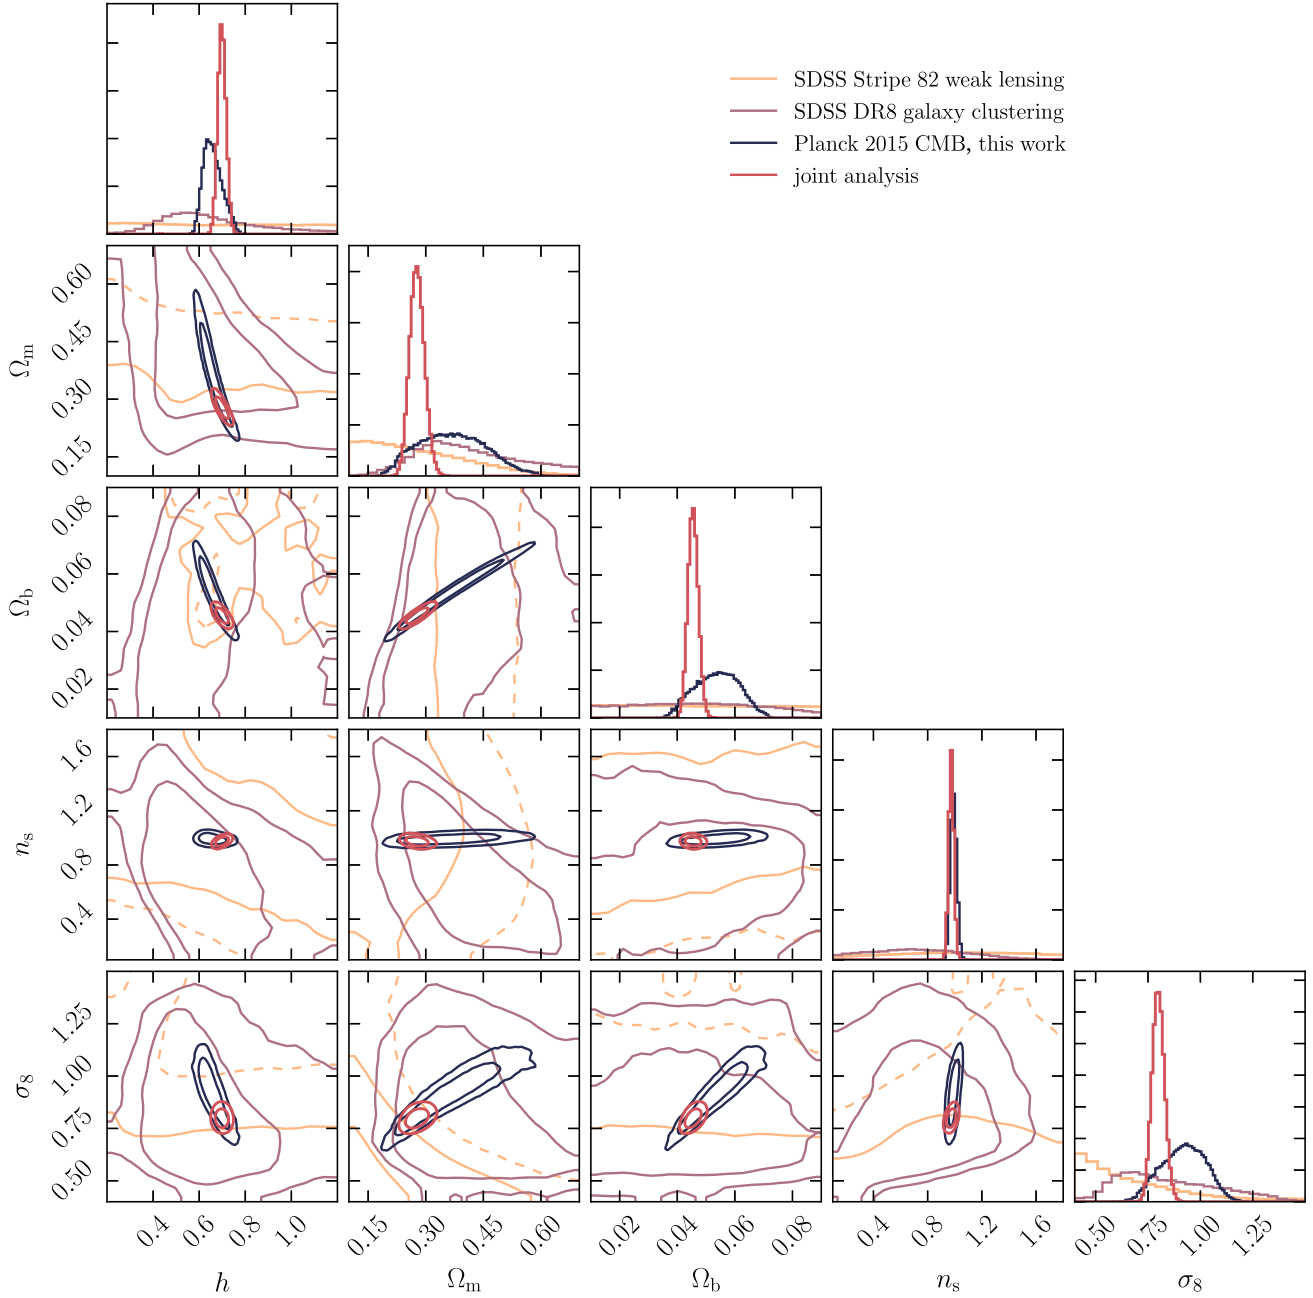 SDSS Stripe 82 weak lensing
SDSS DR8 galaxy clustering
Planck 2015 CMB, this work
joint analysis
0.60
0.45
0.30
0.15
Ωm
0.08
0.06
0.04
0.02
Ωb
1.6
1.2
0.8
0.4
ns
1.25
1.00
0.75
0.50
σ8
0.4 0.6 0.8 1.0
0.15 0.30 0.45 0.60
0.02 0.04 0.06 0.08
0.4 0.8 1.2 1.6
0.50 0.75 1.00 1.25
h Ωm Ωb ns σ8